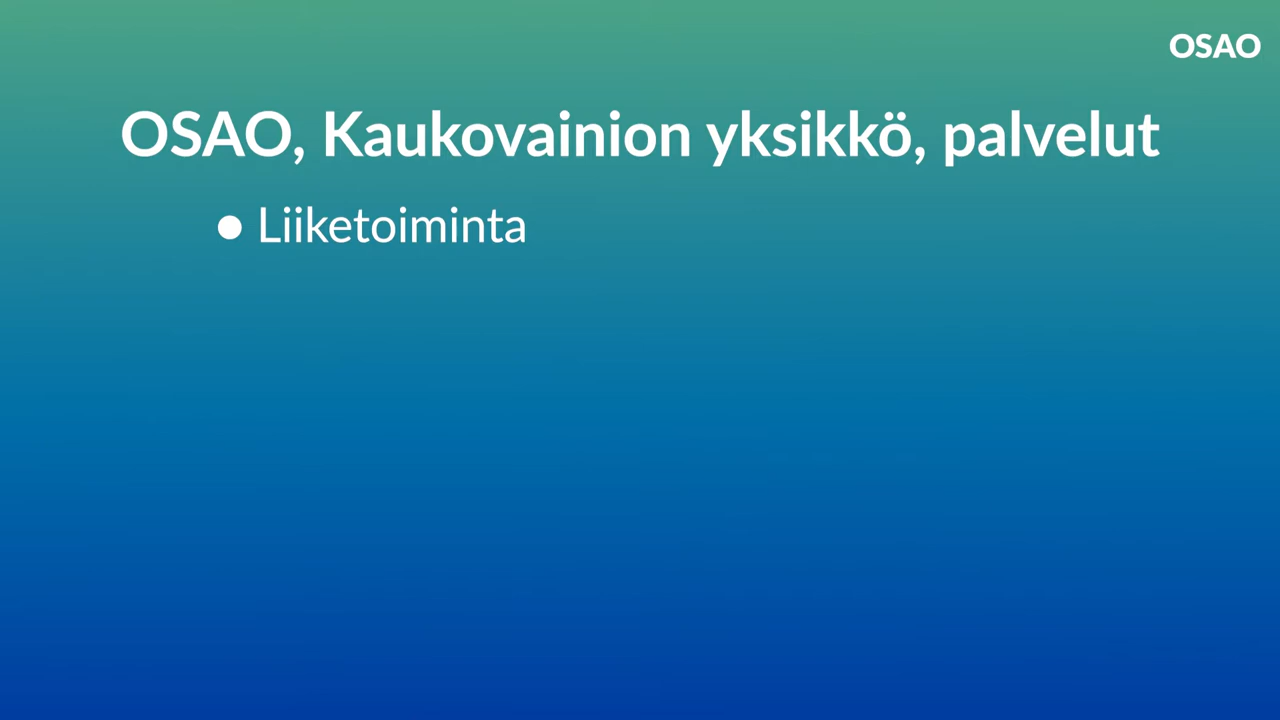 OSAO
OSAO, Kaukovainion yksikkö, palvelut
● Liiketoiminta